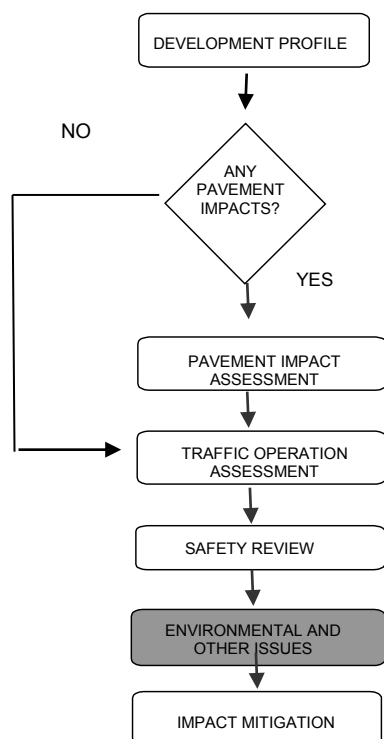 DEVELOPMENT PROFILE
NO
ANY
PAVEMENT
IMPACTS?
YES
PAVEMENT IMPACT
ASSESSMENT
TRAFFIC OPERATION
ASSESSMENT
SAFETY REVIEW
ENVIRONMENTAL AND
OTHER ISSUES
IMPACT MITIGATION